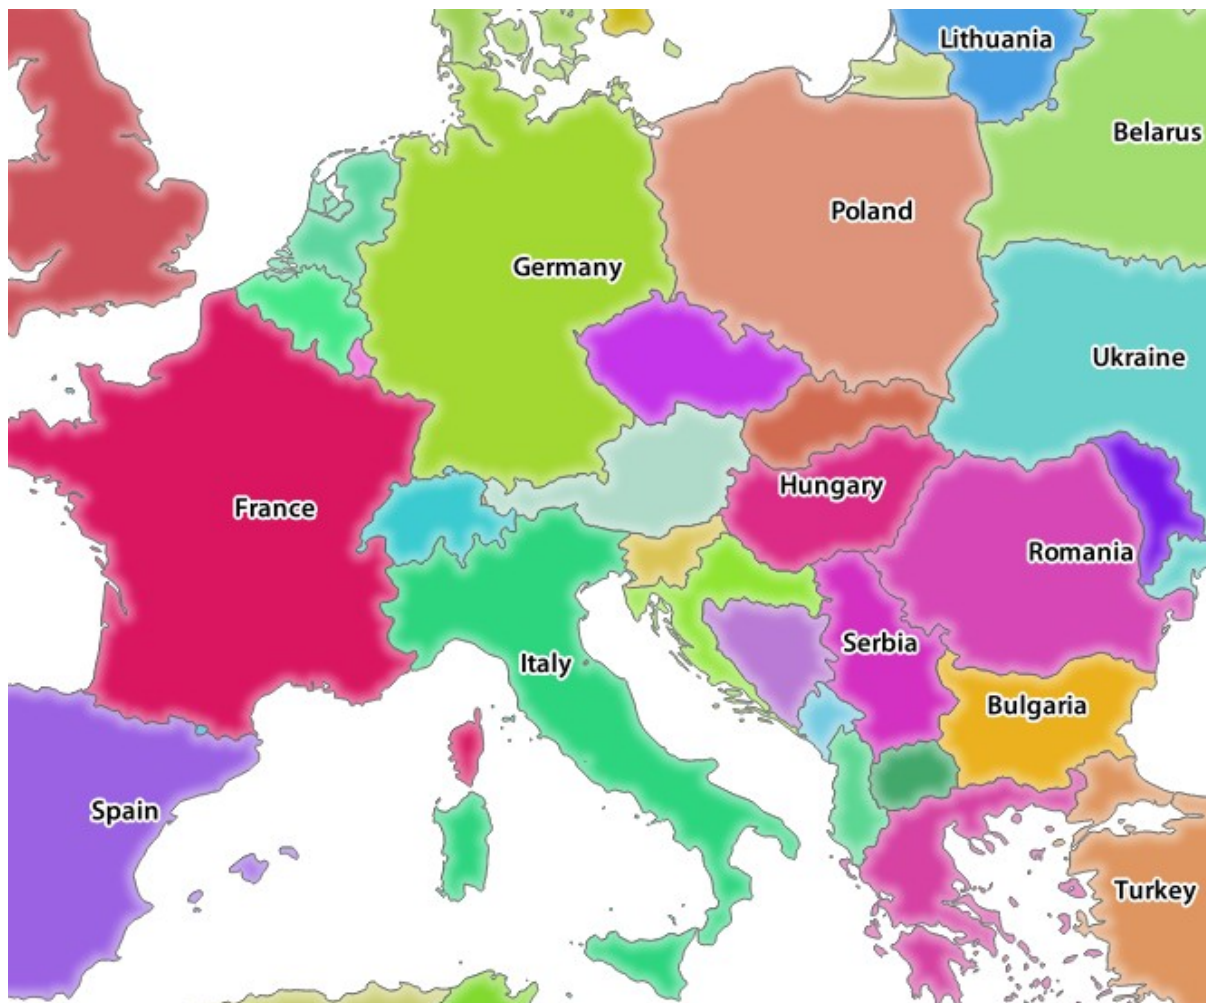 Lithuania
Belarus
Poland
Germany
Ukraine
Hungary
France
Romania
Serbia
Italy
Bulgaria
Spain
Turkey